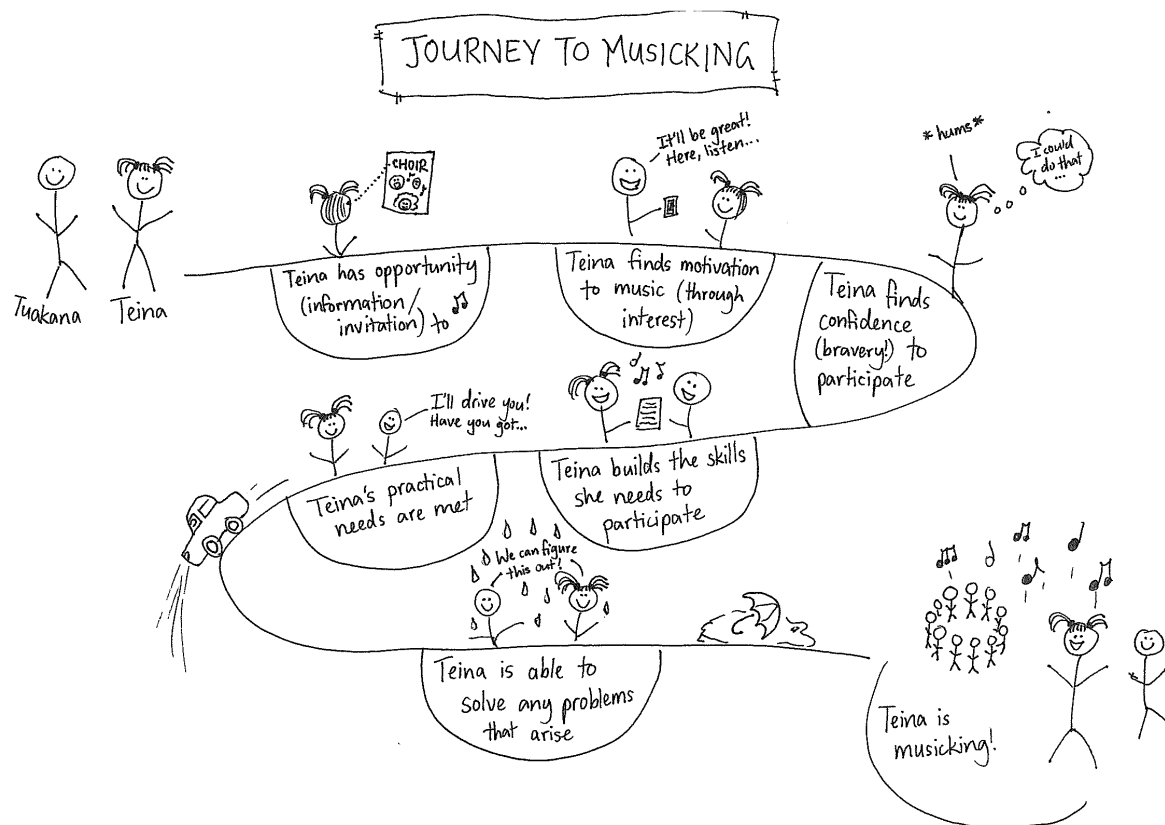 JOURNEY TO MUSICKING
Tuakana
Teina
CHOIR
Teina has opportunity
(information/
invitation) to
It'll be great!
Here, listen...
Teina finds motivation
to music (through
interest)
*hums*
I could
do that
...
Teina finds
confidence
(bravery!) to
participate
Teina builds the skills
she needs to
participate
I'll drive you!
Have you got...
Teina's practical
needs are met
We can figure
this out!
Teina is able to
solve any problems
that arise
Teina is
musicking!